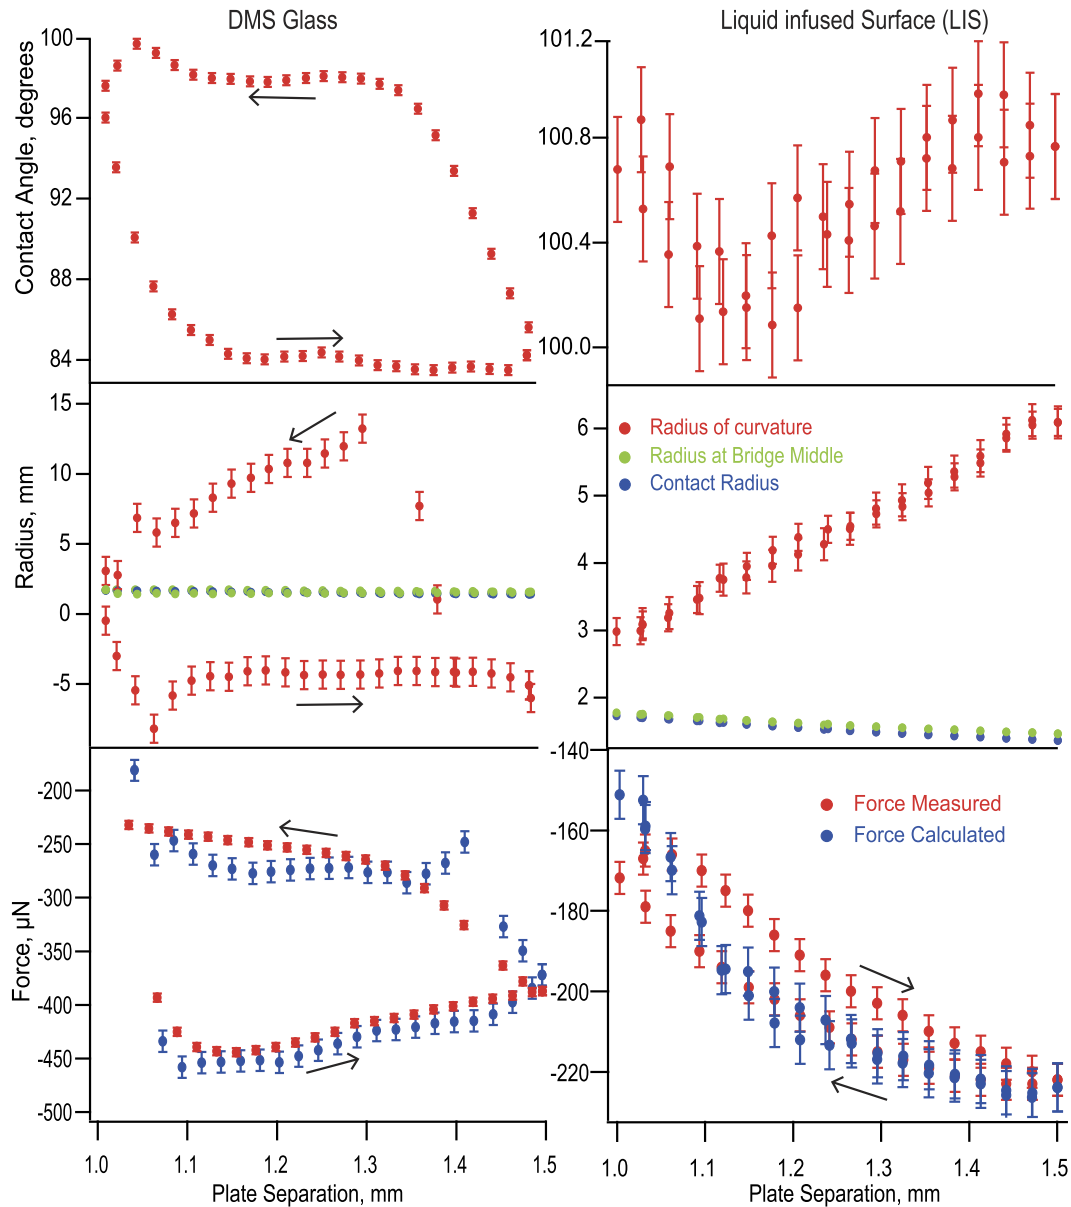 DMS Glass
Liquid infused Surface (LIS)
Contact Angle, degrees
100
96
92
88
84
101.2
100.8
100.4
100.0
Radius, mm
15
10
5
0
-5
6
5
4
3
2
Radius of curvature
Radius at Bridge Middle
Contact Radius
Force, µN
-200
-250
-300
-350
-400
-450
-500
-140
-160
-180
-200
-220
Force Measured
Force Calculated
1.0 1.1 1.2 1.3 1.4 1.5
Plate Separation, mm
1.0 1.1 1.2 1.3 1.4 1.5
Plate Separation, mm